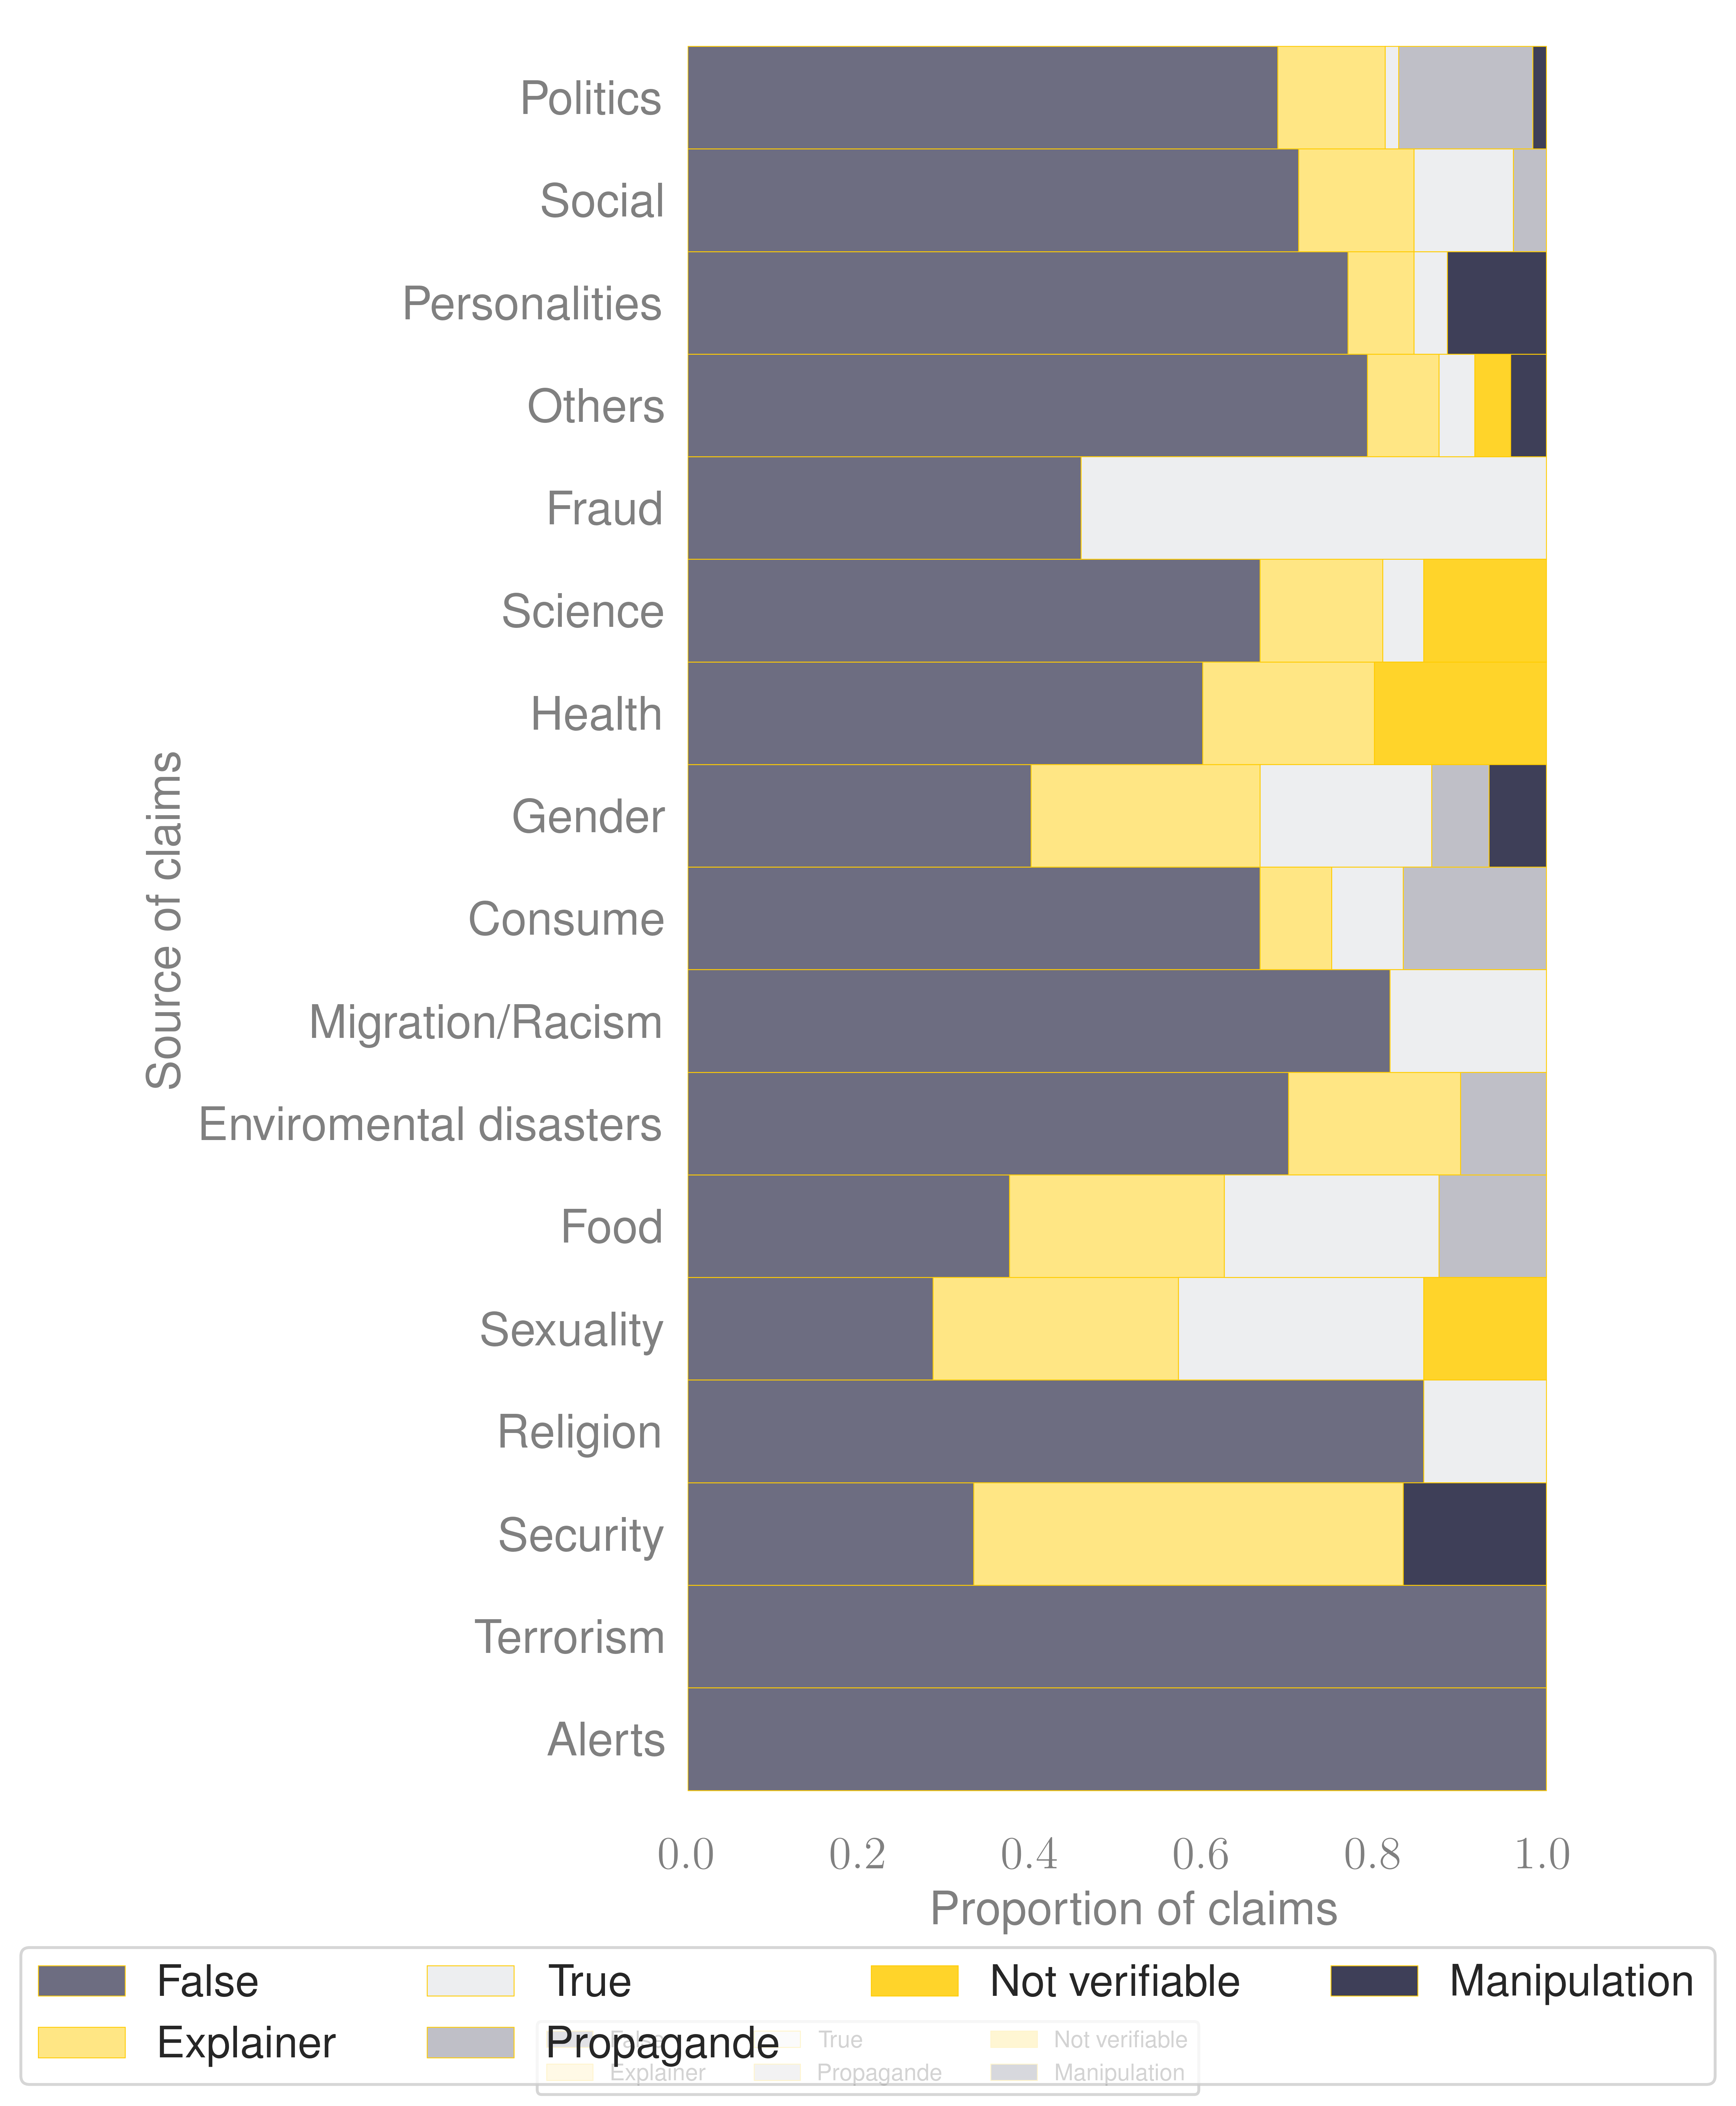 Politics
Social
Personalities
Others
Fraud
Science
Health
Gender
Consume
Migration/Racism
Enviromental disasters
Food
Sexuality
Religion
Security
Terrorism
Alerts
Source of claims
0.0 0.2 0.4 0.6 0.8 1.0
Proportion of claims
False True Not verifiable Manipulation
Explainer Propagande
False True Not verifiable
Explainer Propagande Manipulation